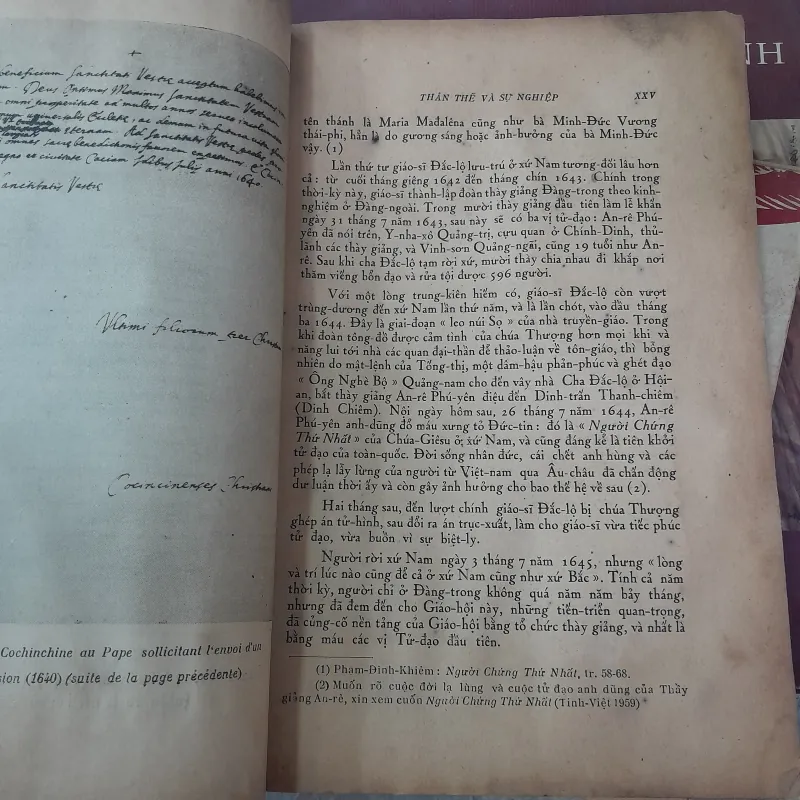 beneficium Sanctitatis Vestræ
Deus Optimus Maximus Sanctitatem Vestram
anno 1640.
Sanctitatis Vestræ
Ultimi filiorum
Cocincinenses Christiani
Cochinchine au Pape sollicitant l'envoi d'un
sion (1640) (suite de la page précédente)
NH
THÂN THẾ VÀ SỰ NGHIỆP XXV
tên thánh là Maria Madalêna cũng như bà Minh-Đức Vương
thái-phi, hẳn là do gương sáng hoặc ảnh-hưởng của bà Minh-Đức
vậy. (1)
Lần thứ tư giáo-sĩ Đắc-lộ lưu-trú ở xứ Nam tương-đối lâu hơn
cả : từ cuối tháng giêng 1642 đến tháng chín 1643. Chính trong
thời-kỳ này, giáo-sĩ thành-lập đoàn thày giảng Đàng-trong theo kinh-
nghiệm ở Đàng-ngoài. Trong mười thày giảng đầu tiên làm lễ khấn
ngày 31 tháng 7 năm 1643, sau này sẽ có ba vị tử-đạo : An-rê Phú-
yên đã nói trên, Y-nha-xô Quảng-trị, cựu quan ở Chính-Dinh, thủ-
lãnh các thày giảng, và Vinh-sơn Quảng-ngãi, cũng 19 tuổi như An-
rê. Sau khi cha Đắc-lộ tạm rời xứ, mười thày chia nhau đi khắp nơi
thăm viếng bổn đạo và rửa tội được 596 người.
Với một lòng trung-kiên hiếm có, giáo-sĩ Đắc-lộ còn vượt
trùng-dương đến xứ Nam lần thứ năm, và là lần chót, vào đầu tháng
ba 1644. Đây là giai-đoạn « leo núi Sọ » của nhà truyền-giáo. Trong
khi đoàn tông-đồ được cảm tình của chúa Thượng hơn mọi khi và
năng lui tới nhà các quan đại-thần để thảo-luận về tôn-giáo, thì bỗng
nhiên do mật-lệnh của Tống-thị, một dâm-hậu phản-phúc và ghét đạo
« Ông Nghè Bộ » Quảng-nam cho đến vây nhà Cha Đắc-lộ ở Hội-
an, bắt thày giảng An-rê Phú-yên điệu đến Dinh-trấn Thanh-chiêm
(Dinh Chiêm). Nội ngày hôm sau, 26 tháng 7 năm 1644, An-rê
Phú-yên anh-dũng đổ máu xưng tỏ Đức-tin : đó là « Người Chứng
Thứ Nhất » của Chúa-Giêsu ở xứ Nam, và cũng đáng kể là tiên khởi
tử đạo của toàn-quốc. Đời sống nhân đức, cái chết anh hùng và các
phép lạ lẫy lừng của người từ Việt-nam qua Âu-châu đã chấn động
dư luận thời ấy và còn gây ảnh hưởng cho bao thế hệ về sau (2).
Hai tháng sau, đến lượt chính giáo-sĩ Đắc-lộ bị chúa Thượng
ghép án tử-hình, sau đổi ra án trục-xuất, làm cho giáo-sĩ vừa tiếc phúc
tử đạo, vừa buồn vì sự biệt-ly.
Người rời xứ Nam ngày 3 tháng 7 năm 1645, nhưng « lòng
và trí lúc nào cũng để cả ở xứ Nam cũng như xứ Bắc ». Tính cả năm
thời kỳ, người chỉ ở Đàng-trong không quá năm năm bảy tháng,
nhưng đã đem đến cho Giáo-hội này, những tiến-triển quan-trọng,
đã củng-cố nền tảng của Giáo-hội bằng tổ chức thày giảng, và nhất là
bằng máu các vị Tử-đạo đầu tiên.
(1) Phạm-Đình-Khiêm : Người Chứng Thứ Nhất, tr. 58-68.
(2) Muốn rõ cuộc đời lạ lùng và cuộc tử đạo anh dũng của Thầy
giảng An-rê, xin xem cuốn Người Chứng Thứ Nhất (Tinh-Việt 1959)